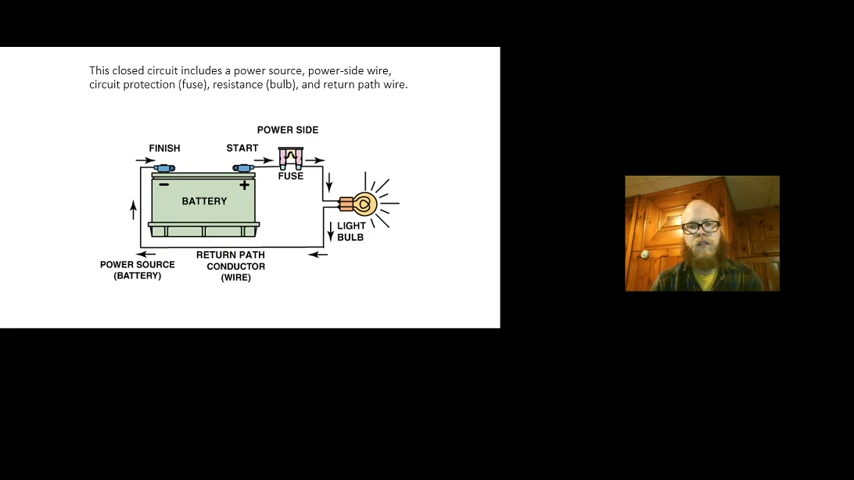 This closed circuit includes a power source, power-side wire,
circuit protection (fuse), resistance (bulb), and return path wire.
POWER SIDE
FINISH
START
FUSE
−
+
BATTERY
LIGHT
BULB
RETURN PATH
CONDUCTOR
(WIRE)
POWER SOURCE
(BATTERY)